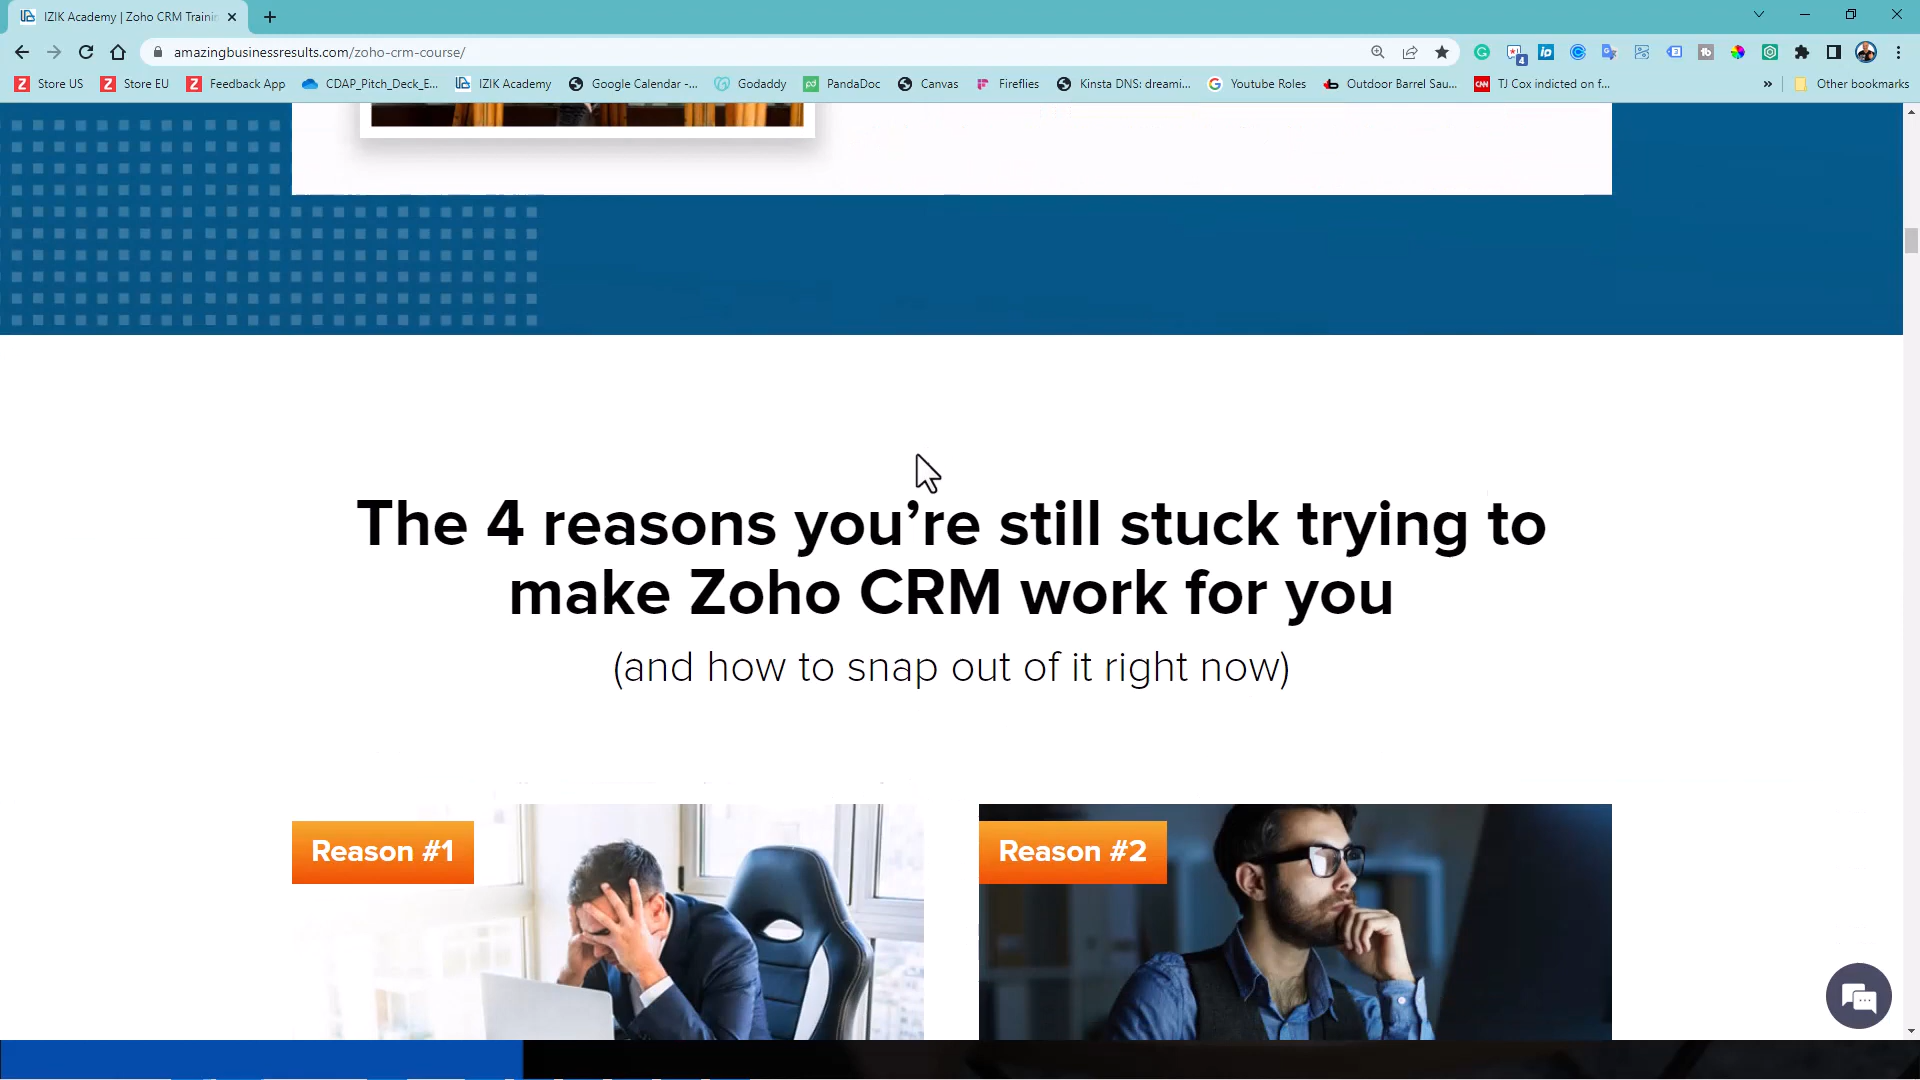 IZIK Academy | Zoho CRM Trainin
amazingbusinessresults.com/zoho-crm-course/
Store US
Store EU
Feedback App
CDAP_Pitch_Deck_E...
IZIK Academy
Google Calendar -...
Godaddy
PandaDoc
Canvas
Fireflies
Kinsta DNS: dreami...
Youtube Roles
Outdoor Barrel Sau...
TJ Cox indicted on f...
»
Other bookmarks
The 4 reasons you’re still stuck trying to
make Zoho CRM work for you
(and how to snap out of it right now)
Reason #1
Reason #2